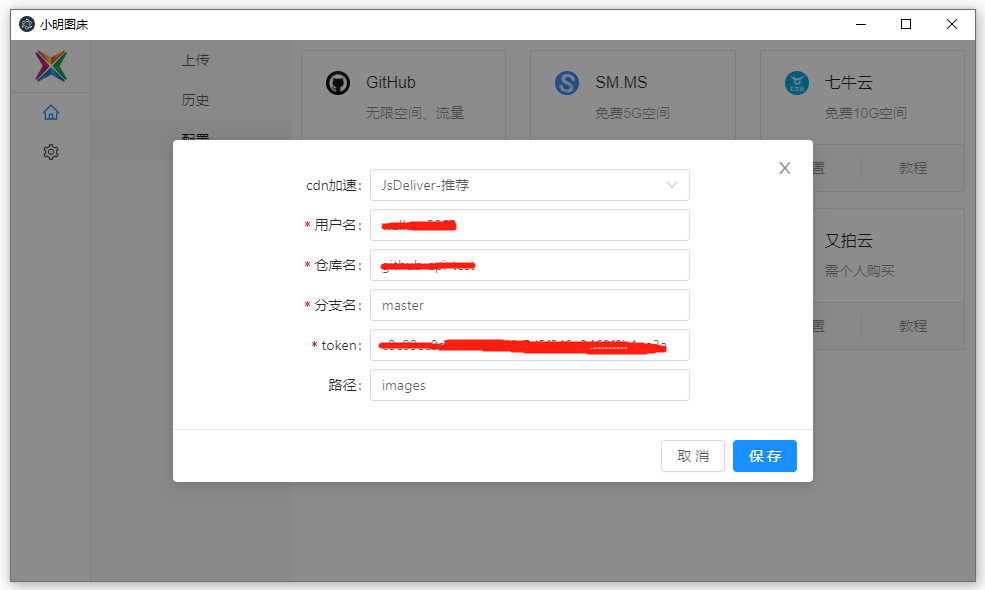 小明图床
上传
历史
配置
GitHub
无限空间、流量
SM.MS
免费5G空间
七牛云
免费10G空间
置
教程
又拍云
需个人购买
置
教程
cdn加速:
JsDeliver-推荐
* 用户名:
* 仓库名:
* 分支名:
master
* token:
路径:
images
取 消
保 存